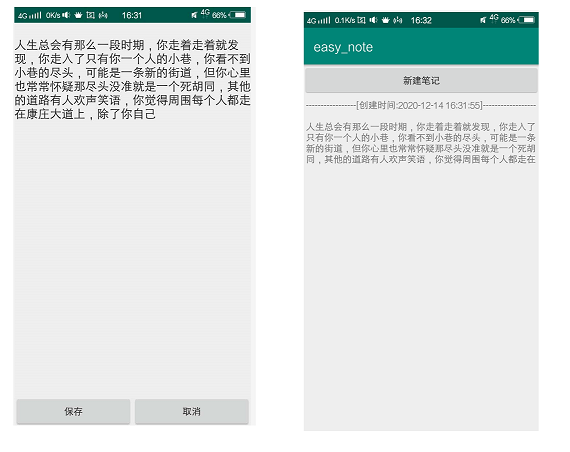 4G 0K/s 16:31 4G 66%
人生总会有那么一段时期，你走着走着就发
现，你走入了只有你一个人的小巷，你看不到
小巷的尽头，可能是一条新的街道，但你心里
也常常怀疑那尽头没准就是一个死胡同，其他
的道路有人欢声笑语，你觉得周围每个人都走
在康庄大道上，除了你自己
保存 取消
4G 0.1K/s 16:32 4G 66%
easy_note
新建笔记
-----------------[创建时间:2020-12-14 16:31:55]-----------------
人生总会有那么一段时期，你走着走着就发现，你走入了
只有你一个人的小巷，你看不到小巷的尽头，可能是一条
新的街道，但你心里也常常怀疑那尽头没准就是一个死胡
同，其他的道路有人欢声笑语，你觉得周围每个人都走在